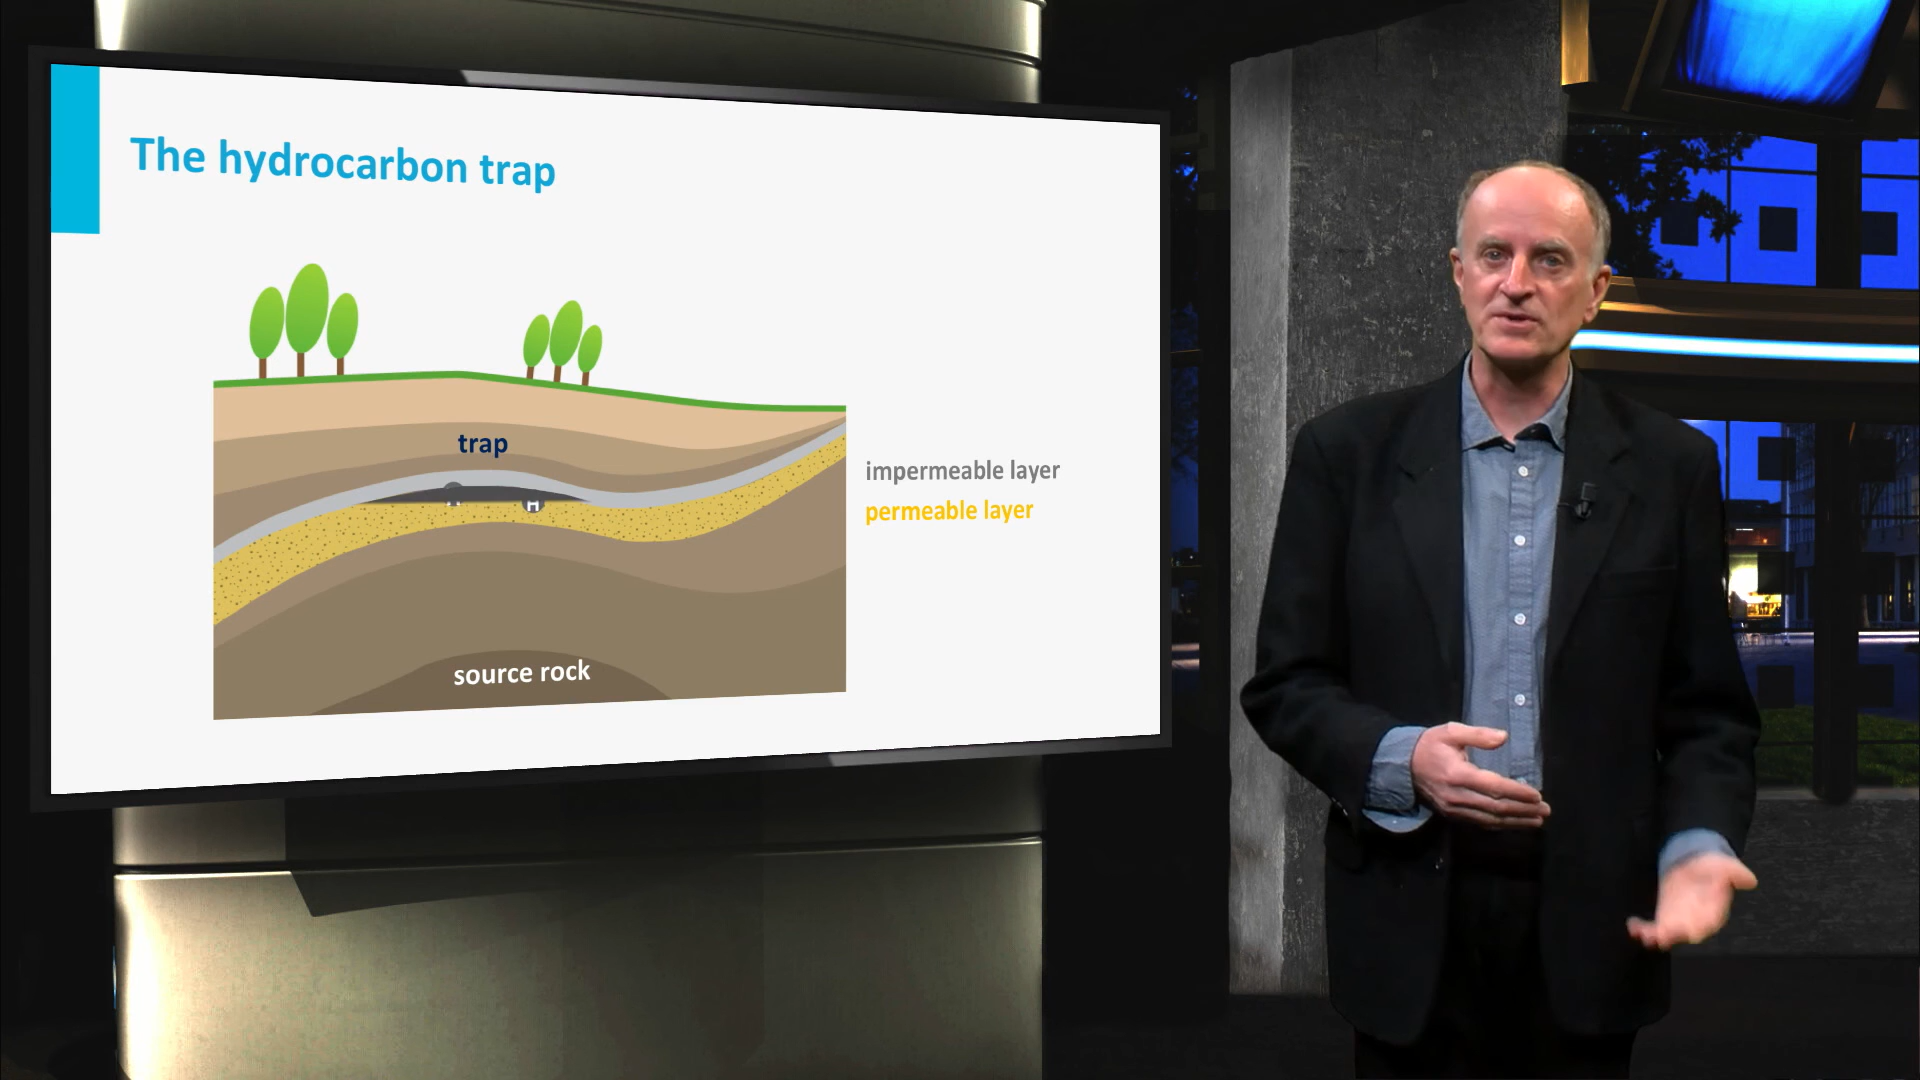 The hydrocarbon trap
trap
impermeable layer
permeable layer
H
source rock